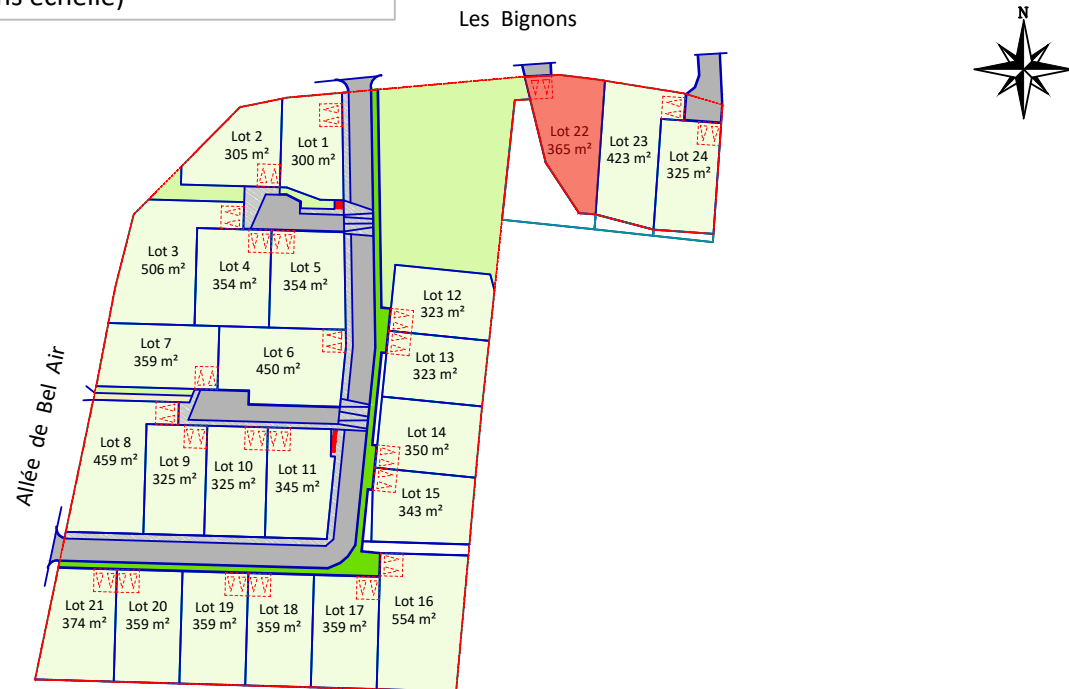 ns échelle)
Les Bignons
N
Lot 2
305 m²
Lot 1
300 m²
Lot 22
365 m²
Lot 23
423 m²
Lot 24
325 m²
Lot 3
506 m²
Lot 4
354 m²
Lot 5
354 m²
Lot 12
323 m²
Lot 7
359 m²
Lot 6
450 m²
Lot 13
323 m²
Allée de Bel Air
Lot 8
459 m²
Lot 9
325 m²
Lot 10
325 m²
Lot 11
345 m²
Lot 14
350 m²
Lot 15
343 m²
Lot 21
374 m²
Lot 20
359 m²
Lot 19
359 m²
Lot 18
359 m²
Lot 17
359 m²
Lot 16
554 m²